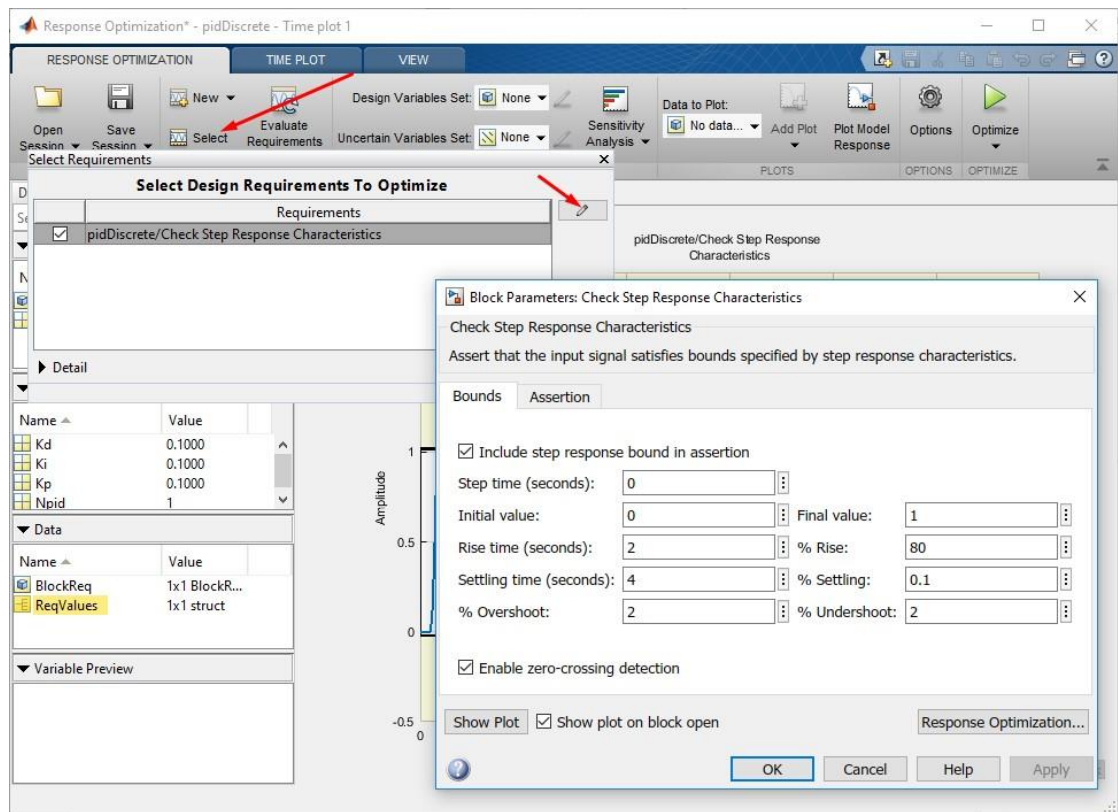 Response Optimization* - pidDiscrete - Time plot 1
RESPONSE OPTIMIZATION TIME PLOT VIEW
New Design Variables Set: None Data to Plot:
Open Session Save Session Select Evaluate Requirements Uncertain Variables Set: None Sensitivity Analysis No data... Add Plot Plot Model Response Options Optimize
PLOTS OPTIONS OPTIMIZE
Select Requirements
Select Design Requirements To Optimize
Requirements
pidDiscrete/Check Step Response Characteristics
Detail
pidDiscrete/Check Step Response
Characteristics
Name Value
Kd 0.1000
Ki 0.1000
Kp 0.1000
Npid 1
Data
Name Value
BlockReq 1x1 BlockR...
ReqValues 1x1 struct
Variable Preview
Amplitude
1
0.5
0
-0.5
0
Block Parameters: Check Step Response Characteristics
Check Step Response Characteristics
Assert that the input signal satisfies bounds specified by step response characteristics.
Bounds Assertion
Include step response bound in assertion
Step time (seconds): 0
Initial value: 0 Final value: 1
Rise time (seconds): 2 % Rise: 80
Settling time (seconds): 4 % Settling: 0.1
% Overshoot: 2 % Undershoot: 2
Enable zero-crossing detection
Show Plot Show plot on block open Response Optimization...
OK Cancel Help Apply